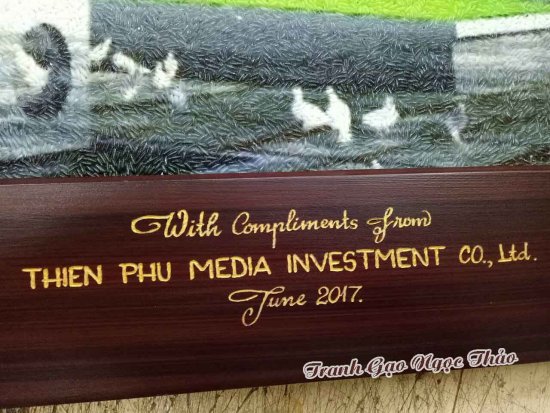 With Compliments from
THIEN PHU MEDIA INVESTMENT CO., Ltd.
June 2017.
Tranh Gạo Ngọc Thảo